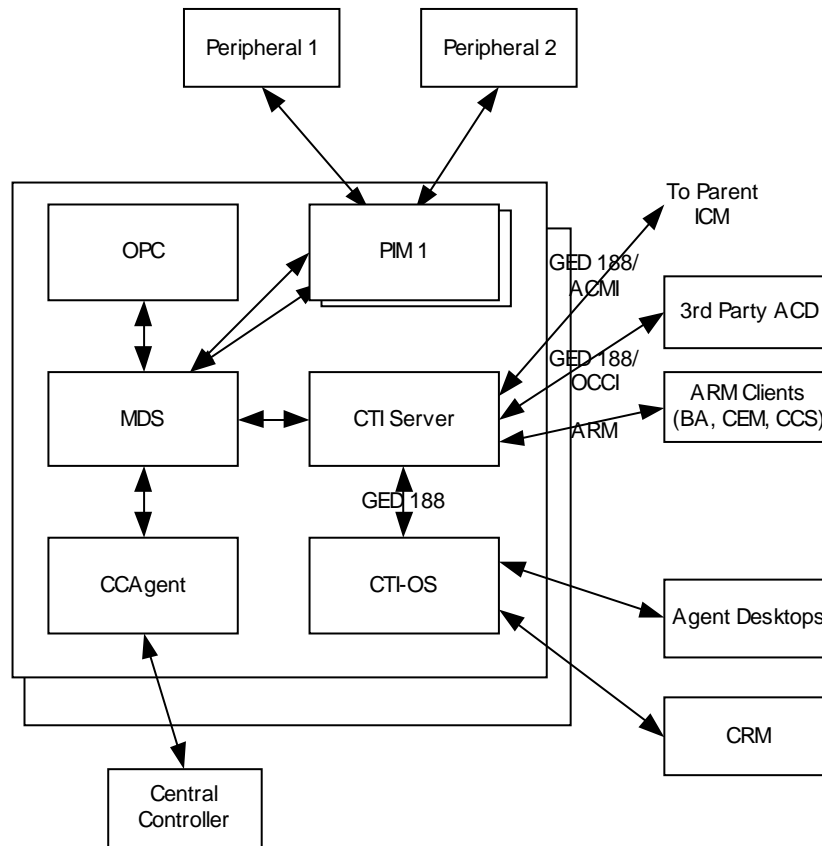 Peripheral 1
Peripheral 2
To Parent
ICM
OPC
PIM 1
GED 188/
ACMI
3rd Party ACD
GED 188/
OCCI
MDS
CTI Server
ARM Clients
(BA, CEM, CCS)
ARM
GED 188
CCAgent
CTI-OS
Agent Desktops
CRM
Central
Controller